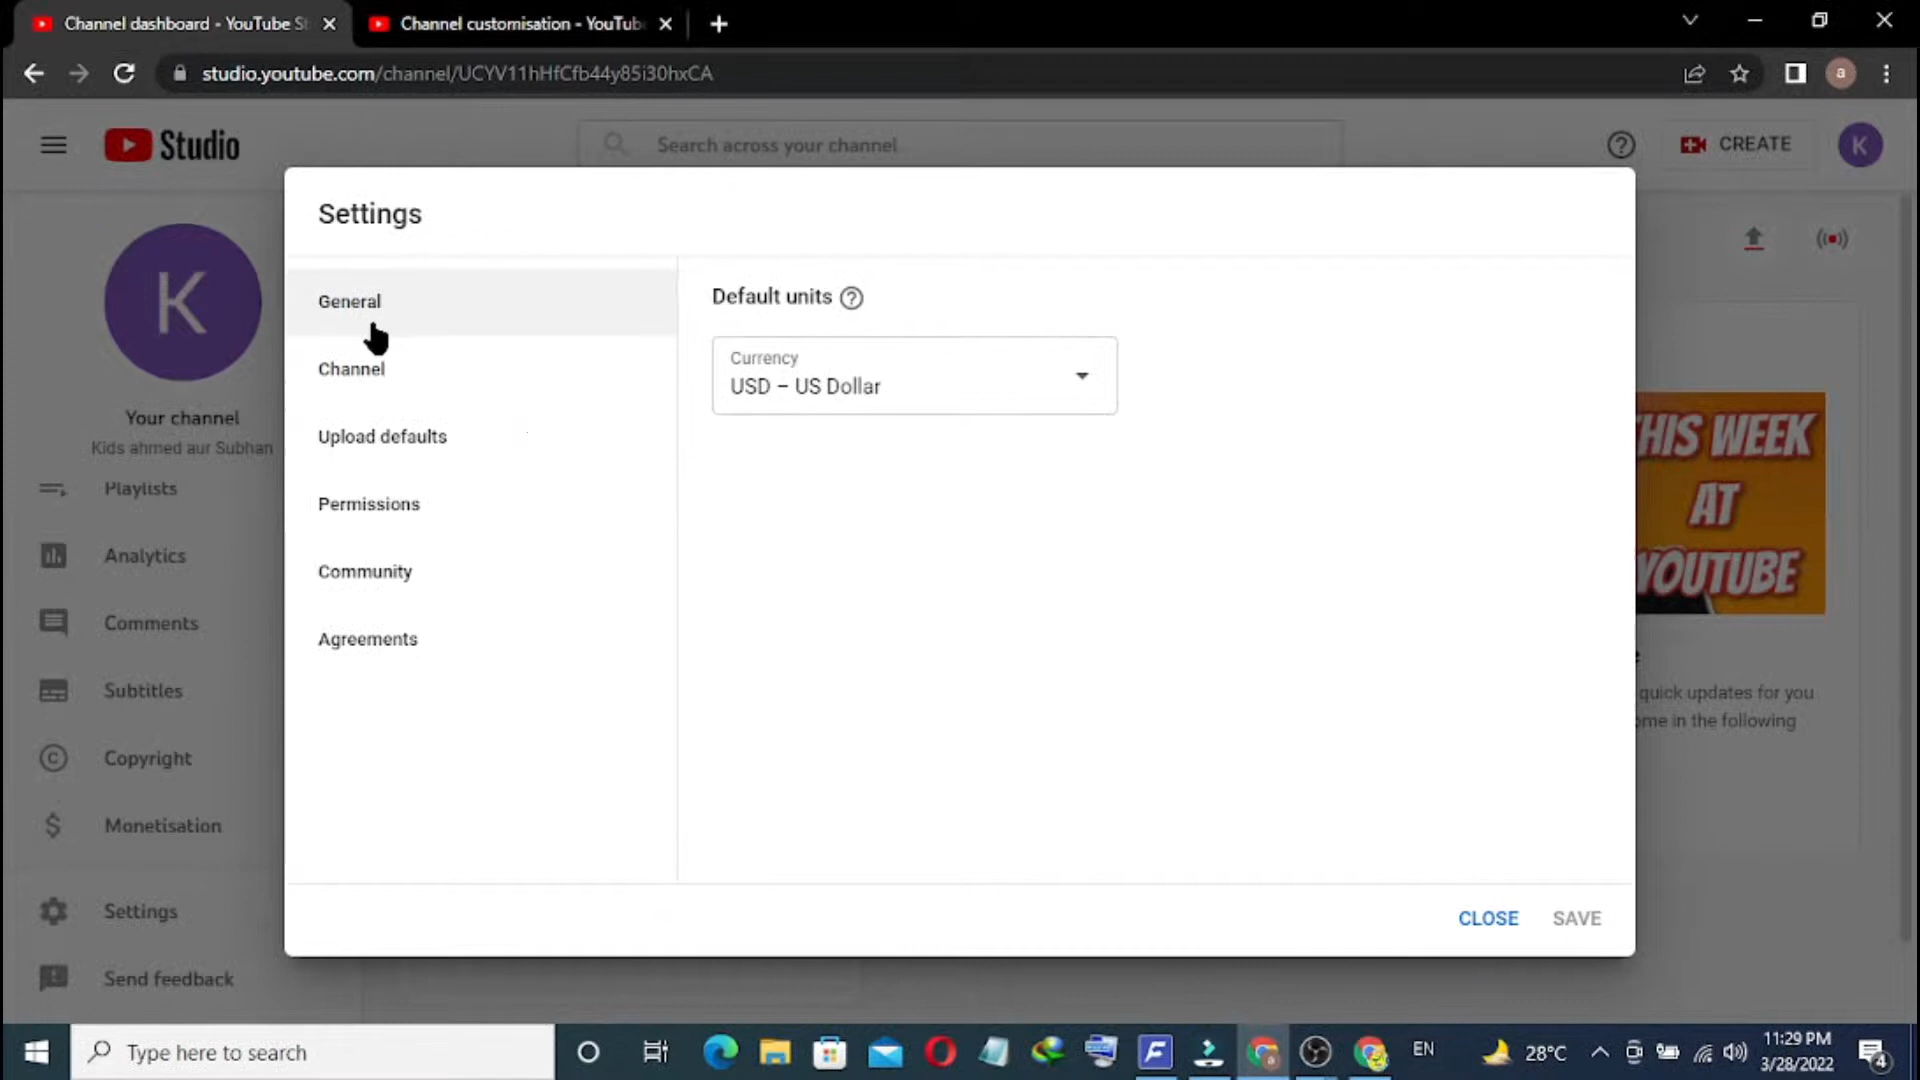 Channel dashboard - YouTube St
Channel customisation - YouTub
studio.youtube.com/channel/UCYV11hHfCfb44y85i30hxCA
a
Studio
Search across your channel
CREATE
K
Settings
K
Your channel
Kids ahmed aur Subhan
Playlists
Analytics
Comments
Subtitles
Copyright
Monetisation
Settings
Send feedback
General
Channel
Upload defaults
Permissions
Community
Agreements
Default units
Currency
USD – US Dollar
CLOSE
SAVE
THIS WEEK
AT
YOUTUBE
quick updates for you
ome in the following
Type here to search
EN
28°C
11:29 PM
3/28/2022
4